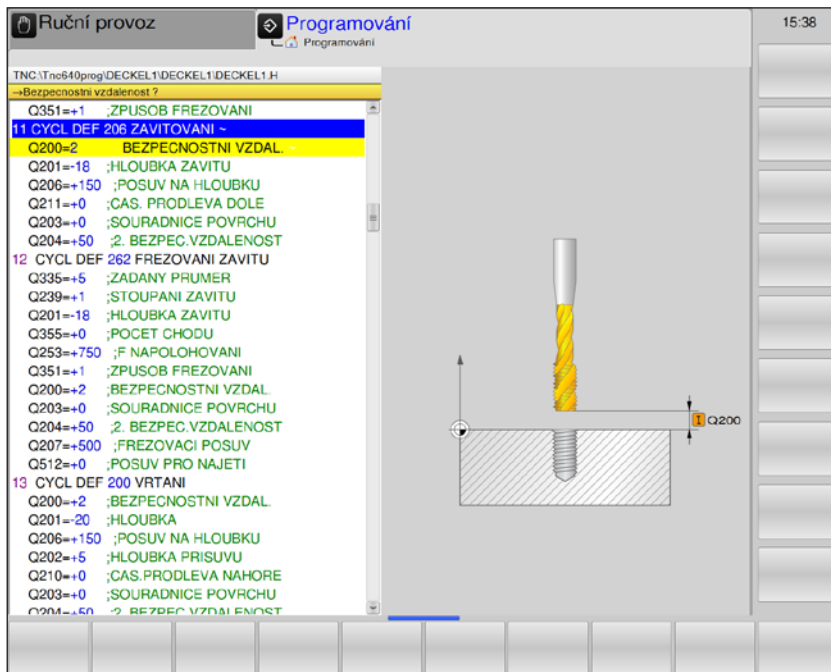 Ruční provoz
Programování
Programování
15:38
TNC:\Tnc640prog\DECKEL1\DECKEL1\DECKEL1.H
→Bezpecnostni vzdalenost ?
Q351=+1 ;ZPUSOB FREZOVANI
11 CYCL DEF 206 ZAVITOVANI ~
Q200=2 BEZPECNOSTNI VZDAL. ~
Q201=-18 ;HLOUBKA ZAVITU
Q206=+150 ;POSUV NA HLOUBKU
Q211=+0 ;CAS. PRODLEVA DOLE
Q203=+0 ;SOURADNICE POVRCHU
Q204=+50 ;2. BEZPEC.VZDALENOST
12 CYCL DEF 262 FREZOVANI ZAVITU
Q335=+5 ;ZADANY PRUMER
Q239=+1 ;STOUPANI ZAVITU
Q201=-18 ;HLOUBKA ZAVITU
Q355=+0 ;POCET CHODU
Q253=+750 ;F NAPOLOHOVANI
Q351=+1 ;ZPUSOB FREZOVANI
Q200=+2 ;BEZPECNOSTNI VZDAL.
Q203=+0 ;SOURADNICE POVRCHU
Q204=+50 ;2. BEZPEC.VZDALENOST
Q207=+500 ;FREZOVACI POSUV
Q512=+0 ;POSUV PRO NAJETI
13 CYCL DEF 200 VRTANI
Q200=+2 ;BEZPECNOSTNI VZDAL.
Q201=-20 ;HLOUBKA
Q206=+150 ;POSUV NA HLOUBKU
Q202=+5 ;HLOUBKA PRISUVU
Q210=+0 ;CAS.PRODLEVA NAHORE
Q203=+0 ;SOURADNICE POVRCHU
Q204=+50 ;2. BEZPEC.VZDALENOST
I Q200